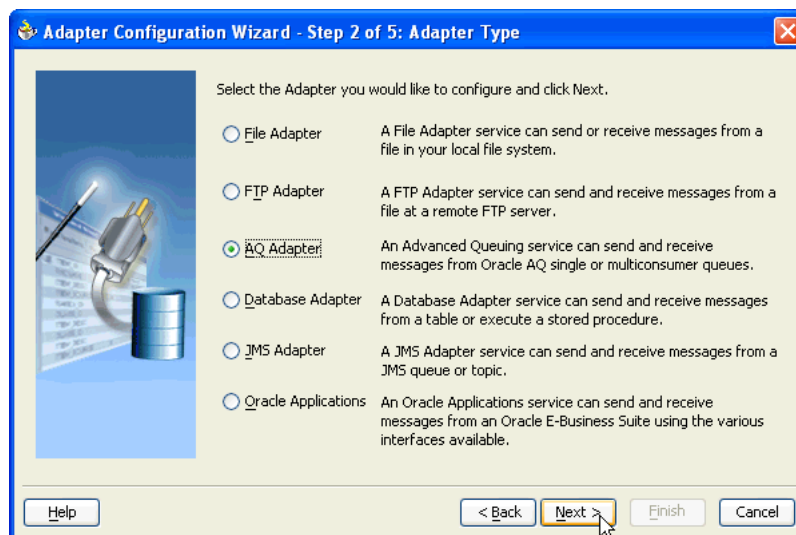 Adapter Configuration Wizard - Step 2 of 5: Adapter Type
Select the Adapter you would like to configure and click Next.
File Adapter
A File Adapter service can send or receive messages from a
file in your local file system.
FTP Adapter
A FTP Adapter service can send and receive messages from a
file at a remote FTP server.
AQ Adapter
An Advanced Queuing service can send and receive
messages from Oracle AQ single or multiconsumer queues.
Database Adapter
A Database Adapter service can send and receive messages
from a table or execute a stored procedure.
JMS Adapter
A JMS Adapter service can send and receive messages from a
JMS queue or topic.
Oracle Applications
An Oracle Applications service can send and receive
messages from an Oracle E-Business Suite using the various
interfaces available.
Help
< Back
Next >
Finish
Cancel